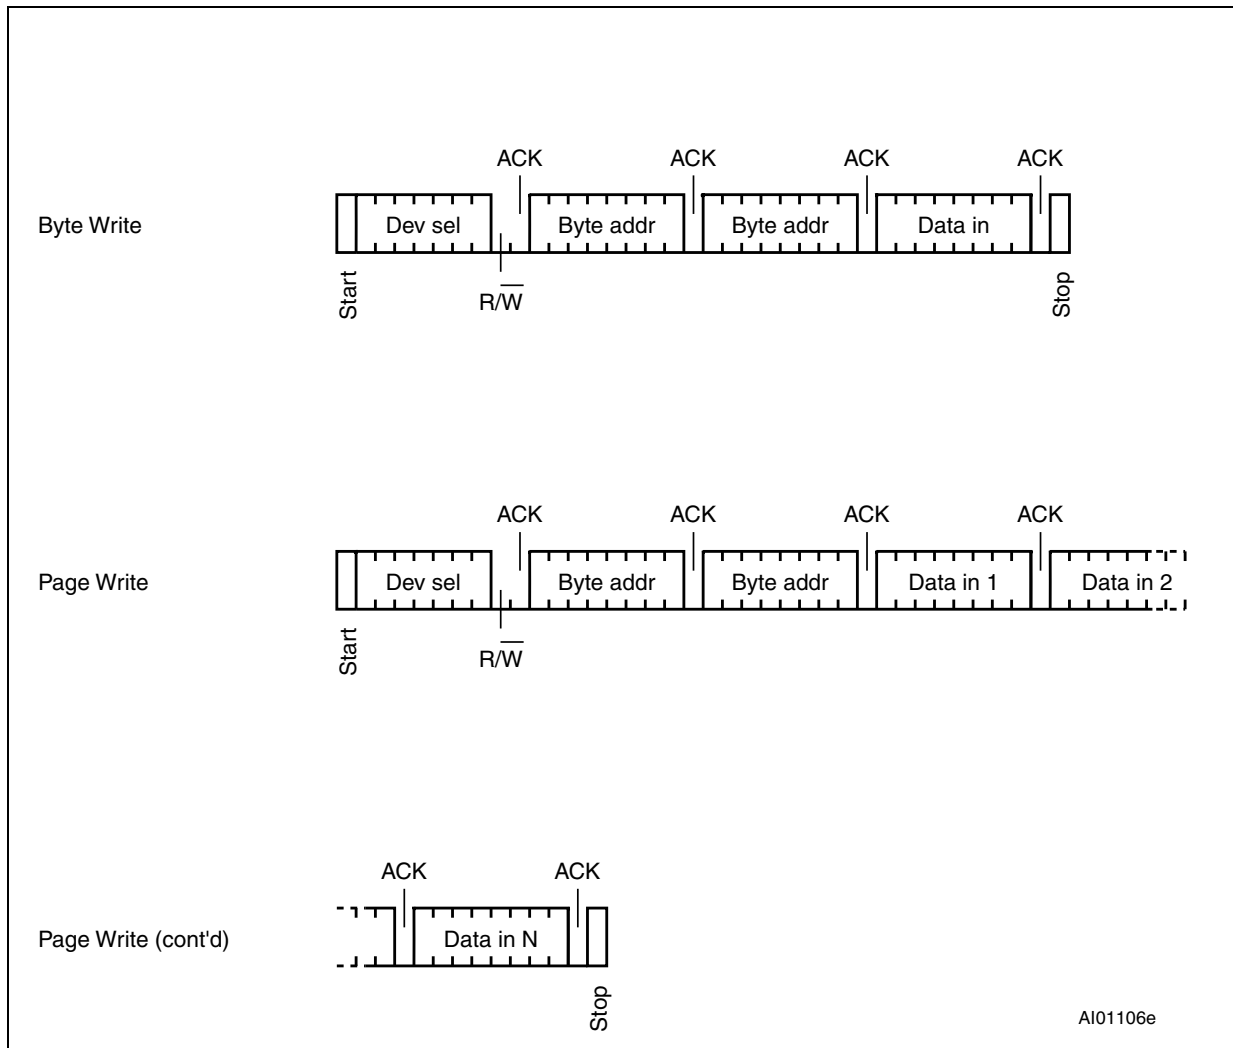 ACK ACK ACK ACK
Byte Write Dev sel Byte addr Byte addr Data in
Start R/W̅ Stop
ACK ACK ACK ACK
Page Write Dev sel Byte addr Byte addr Data in 1 Data in 2
Start R/W̅
ACK ACK
Page Write (cont'd) Data in N
Stop
AI01106e